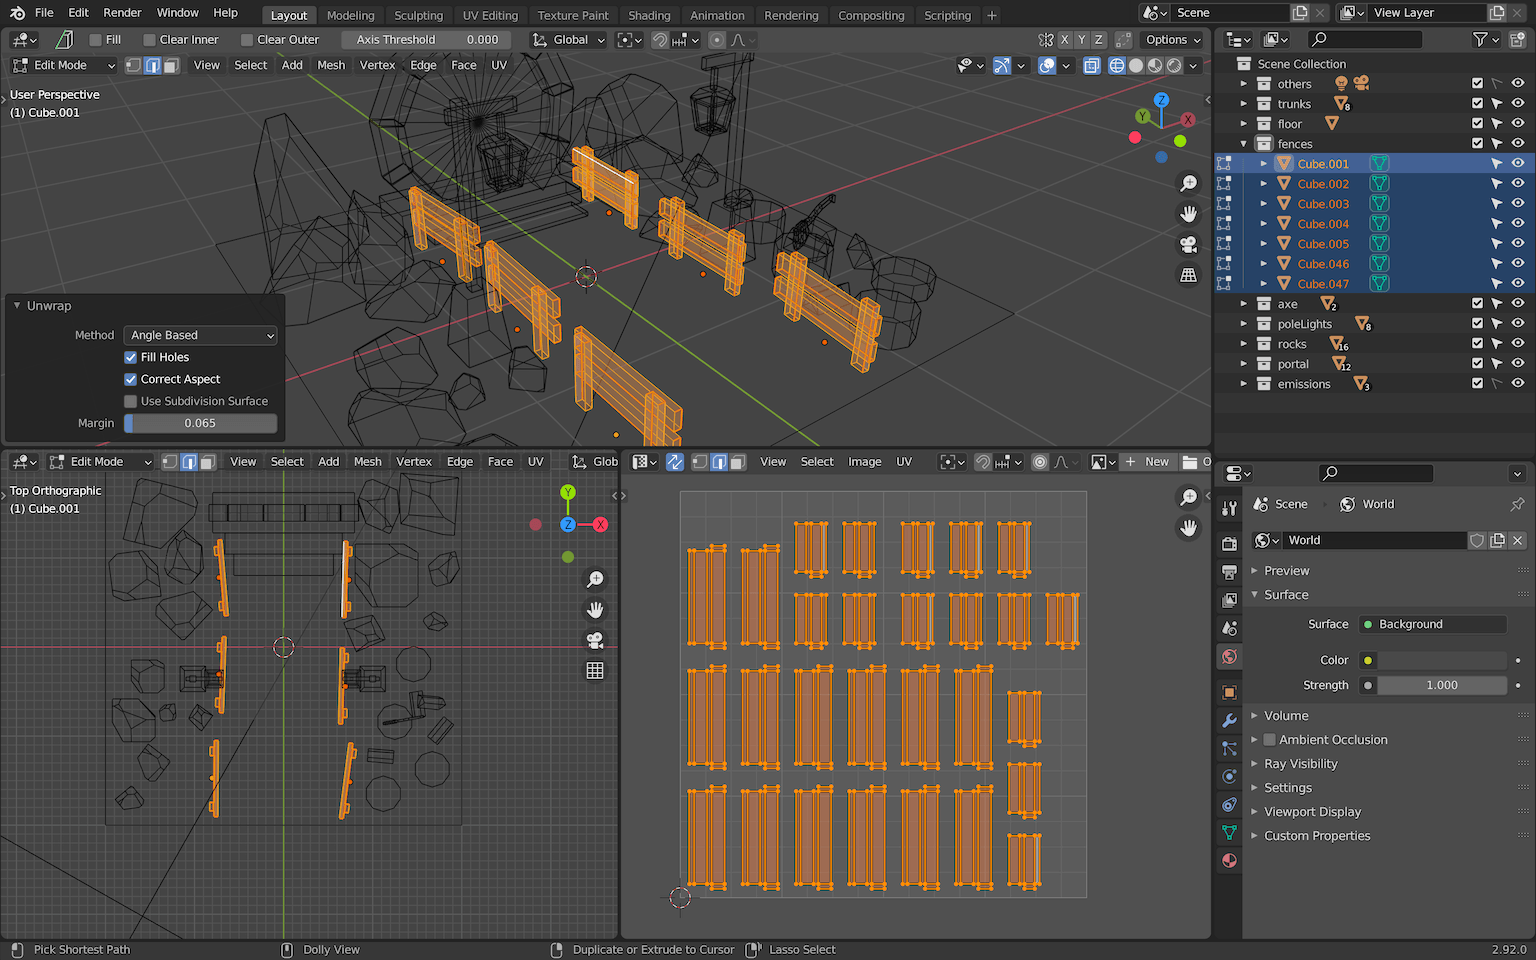 File Edit Render Window Help Layout Modeling Sculpting UV Editing Texture Paint Shading Animation Rendering Compositing Scripting + Scene View Layer
Fill Clear Inner Clear Outer Axis Threshold 0.000 Global X Y Z Options
Edit Mode View Select Add Mesh Vertex Edge Face UV
User Perspective
(1) Cube.001
Z
Y
X
Unwrap
Method Angle Based
Fill Holes
Correct Aspect
Use Subdivision Surface
Margin 0.065
Scene Collection
others
trunks 8
floor
fences
Cube.001
Cube.002
Cube.003
Cube.004
Cube.005
Cube.046
Cube.047
axe 2
poleLights 8
rocks 16
portal 12
emissions 3
Edit Mode View Select Add Mesh Vertex Edge Face UV Glob
Top Orthographic
(1) Cube.001
Y
Z
X
View Select Image UV + New O
Scene World
World
Preview
Surface
Surface Background
Color
Strength 1.000
Volume
Ambient Occlusion
Ray Visibility
Settings
Viewport Display
Custom Properties
Pick Shortest Path Dolly View Duplicate or Extrude to Cursor Lasso Select 2.92.0